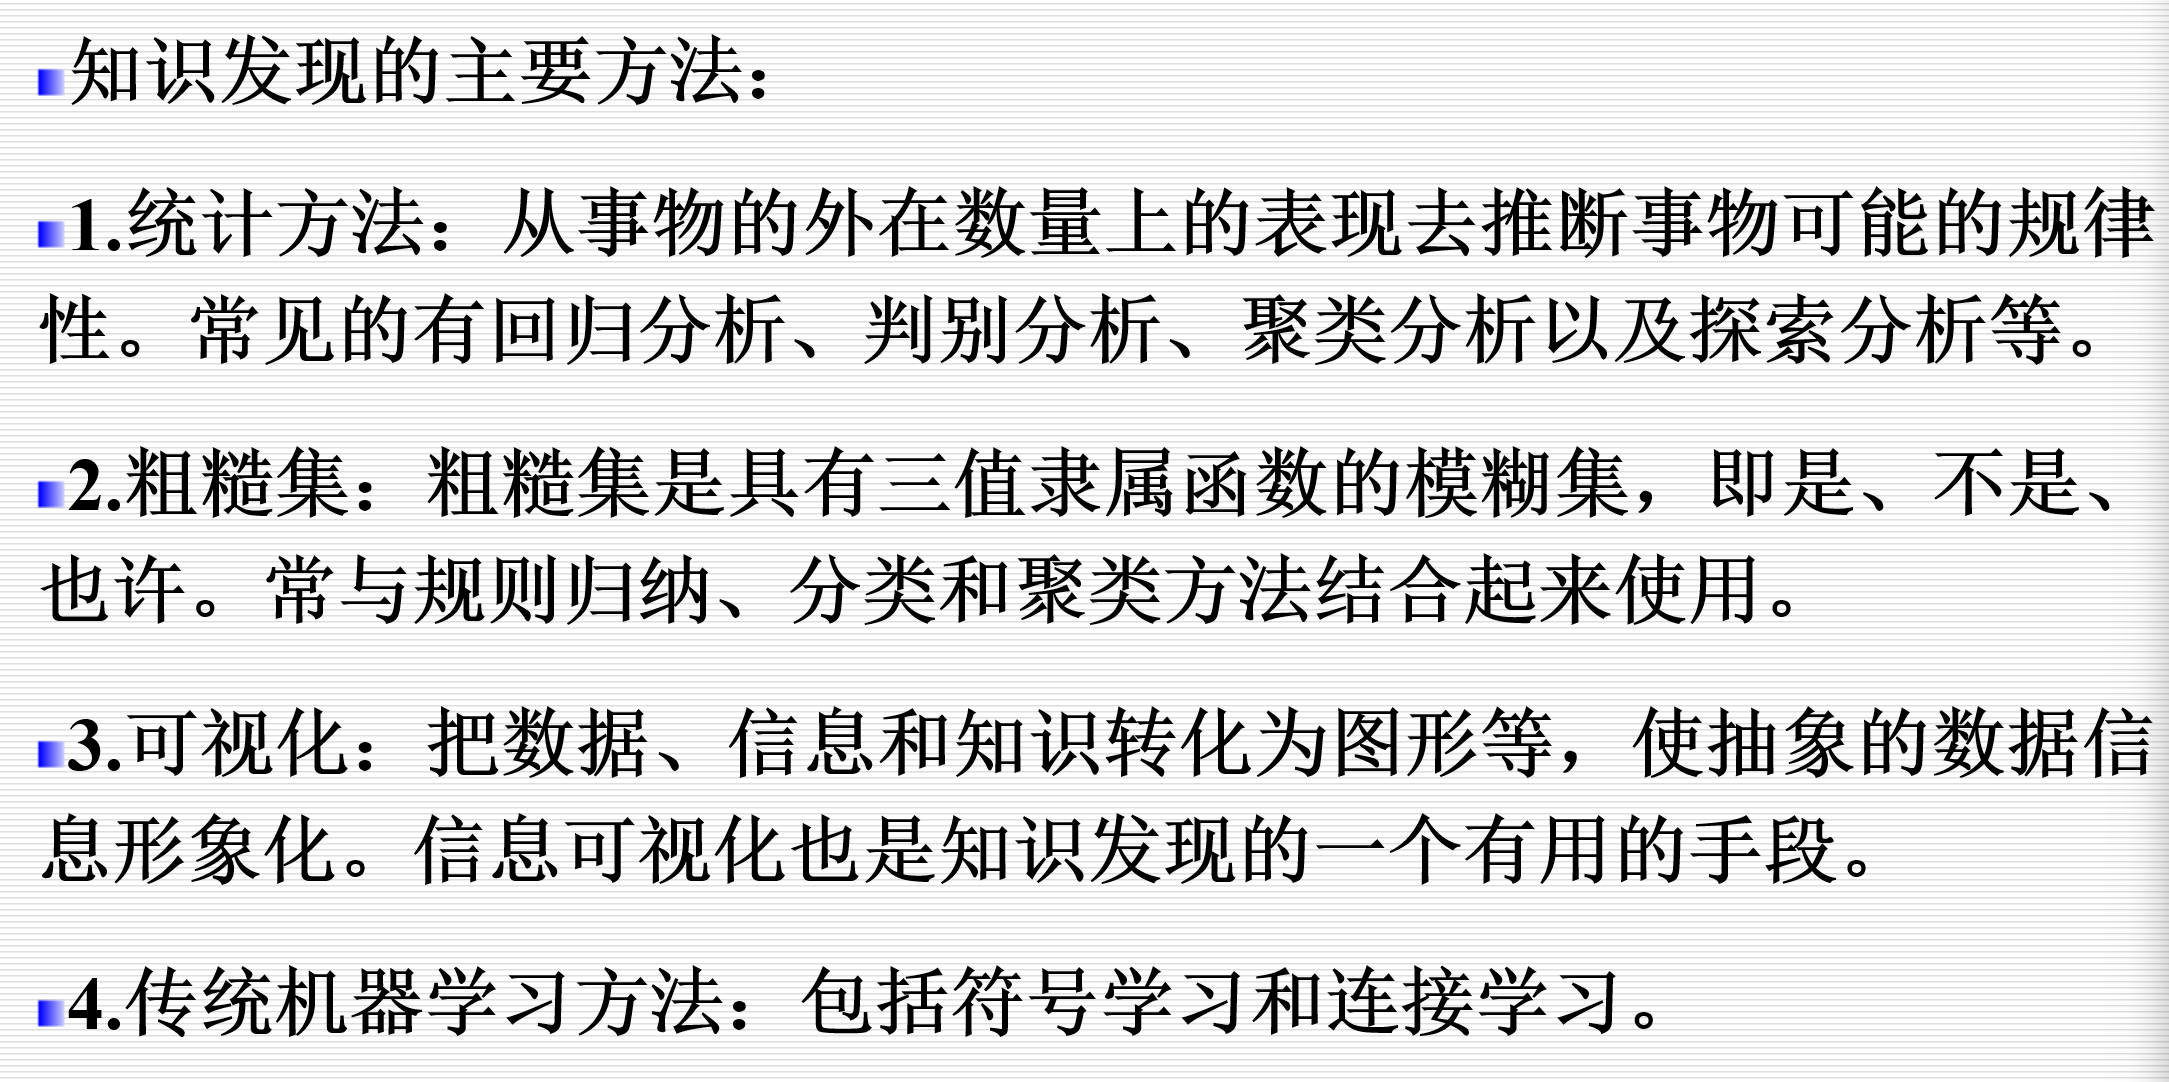 知识发现的主要方法：
1.统计方法：从事物的外在数量上的表现去推断事物可能的规律
性。常见的有回归分析、判别分析、聚类分析以及探索分析等。
2.粗糙集：粗糙集是具有三值隶属函数的模糊集，即是、不是、
也许。常与规则归纳、分类和聚类方法结合起来使用。
3.可视化：把数据、信息和知识转化为图形等，使抽象的数据信
息形象化。信息可视化也是知识发现的一个有用的手段。
4.传统机器学习方法：包括符号学习和连接学习。